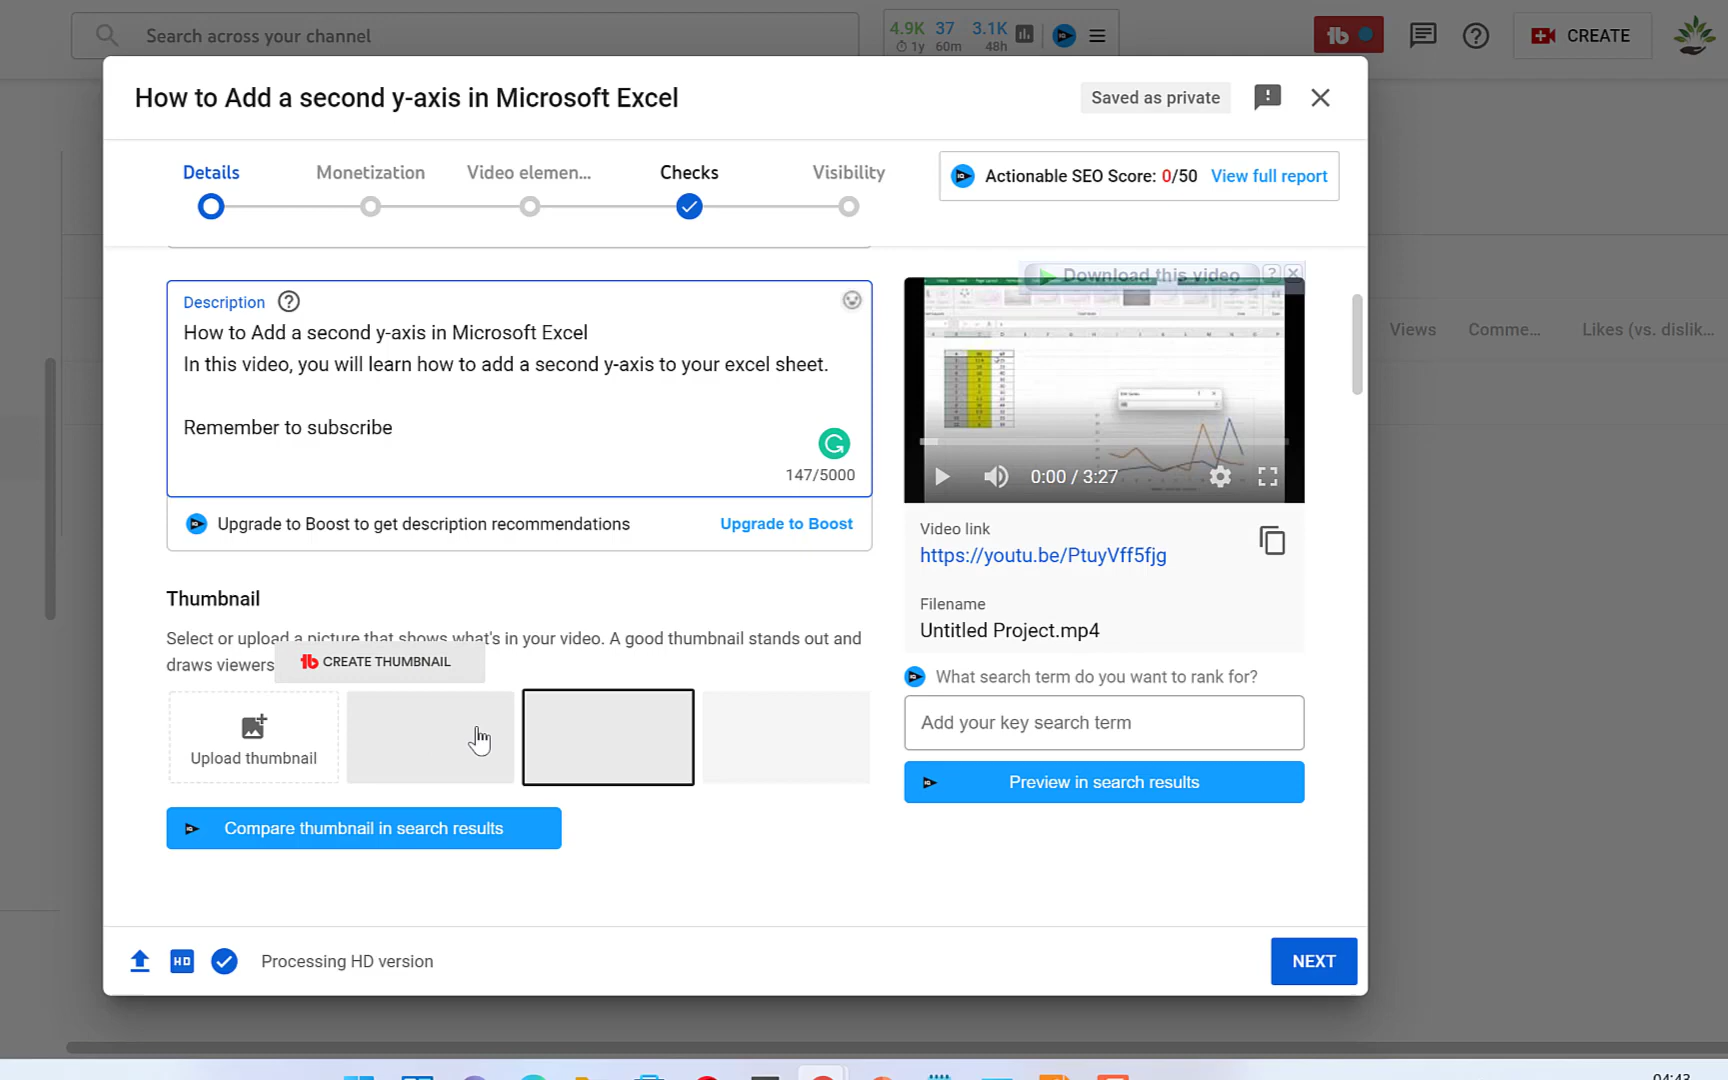 Search across your channel
4.9K 37 3.1K
1y 60m 48h
CREATE
How to Add a second y-axis in Microsoft Excel
Saved as private
Details
Monetization
Video elemen...
Checks
Visibility
Actionable SEO Score: 0/50 View full report
Description
How to Add a second y-axis in Microsoft Excel
In this video, you will learn how to add a second y-axis to your excel sheet.
Remember to subscribe
147/5000
Upgrade to Boost to get description recommendations
Upgrade to Boost
Thumbnail
Select or upload a picture that shows what's in your video. A good thumbnail stands out and
draws viewers
CREATE THUMBNAIL
Upload thumbnail
Compare thumbnail in search results
Download this video
0:00 / 3:27
Video link
https://youtu.be/PtuyVff5fjg
Filename
Untitled Project.mp4
What search term do you want to rank for?
Add your key search term
Preview in search results
Views
Comme...
Likes (vs. dislik...
HD
Processing HD version
NEXT
04:43